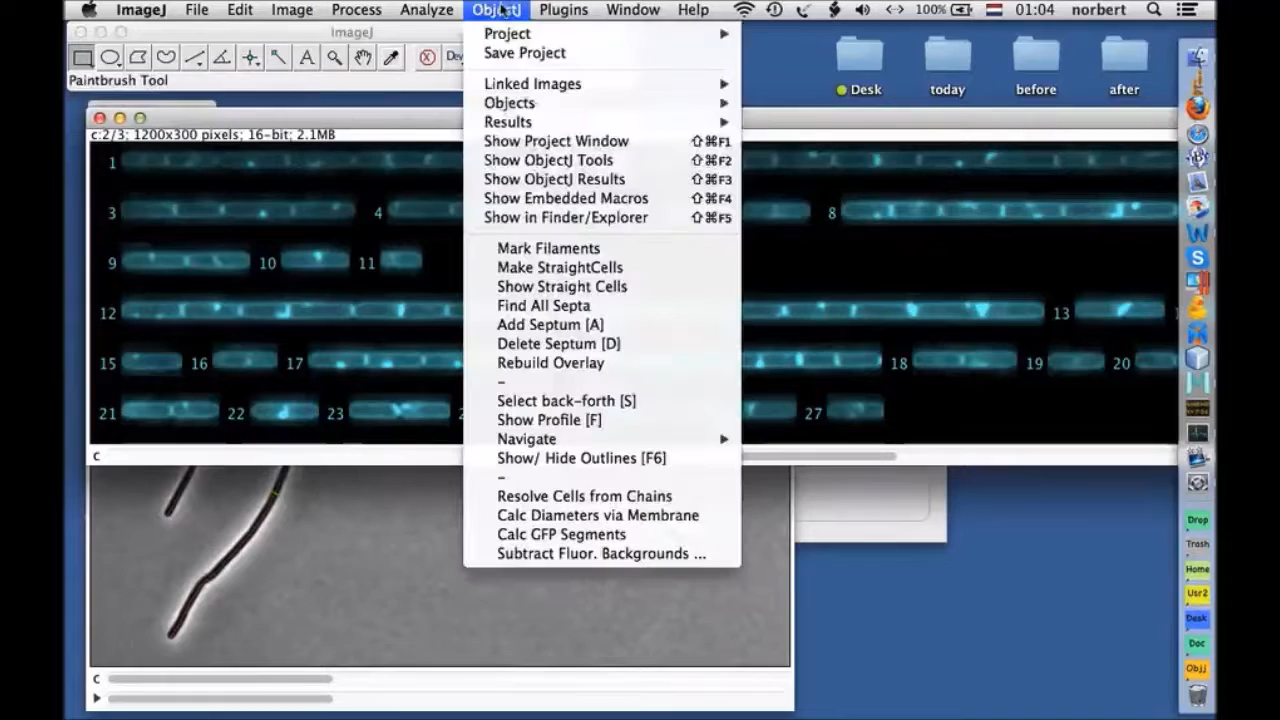 ImageJ File Edit Image Process Analyze ObjectJ Plugins Window Help 100% 01:04 norbert
ImageJ
Dev
Paintbrush Tool
Desk today before after
c:2/3; 1200x300 pixels; 16-bit; 2.1MB
1
3 4 8
9 10 11
12 13
15 16 17 18 19 20
21 22 23 27
C
C
Project
Save Project
Linked Images
Objects
Results
Show Project Window ⇧⌘F1
Show ObjectJ Tools ⇧⌘F2
Show ObjectJ Results ⇧⌘F3
Show Embedded Macros ⇧⌘F4
Show in Finder/Explorer ⇧⌘F5
Mark Filaments
Make StraightCells
Show Straight Cells
Find All Septa
Add Septum [A]
Delete Septum [D]
Rebuild Overlay
–
Select back-forth [S]
Show Profile [F]
Navigate
Show/ Hide Outlines [F6]
–
Resolve Cells from Chains
Calc Diameters via Membrane
Calc GFP Segments
Subtract Fluor. Backgrounds ...
Drop
Trash
Home
Usr2
Desk
Doc
ObjJ